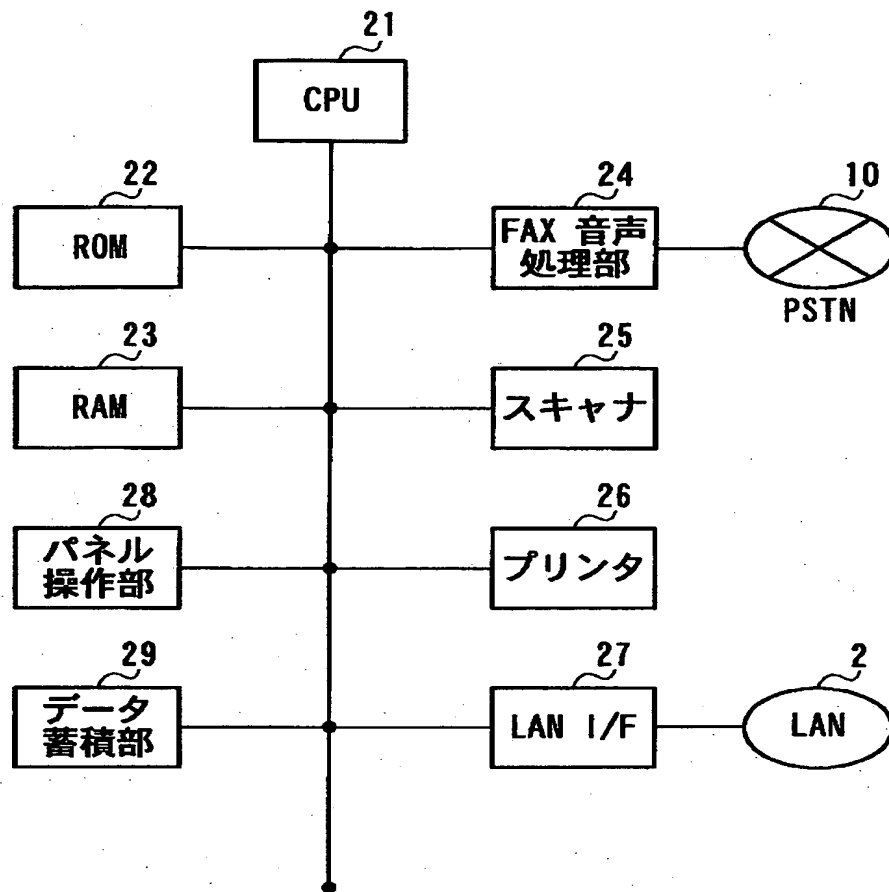 21
CPU
22
ROM
24
FAX 音声
処理部
10
PSTN
23
RAM
25
スキャナ
28
パネル
操作部
26
プリンタ
29
データ
蓄積部
27
LAN I/F
2
LAN